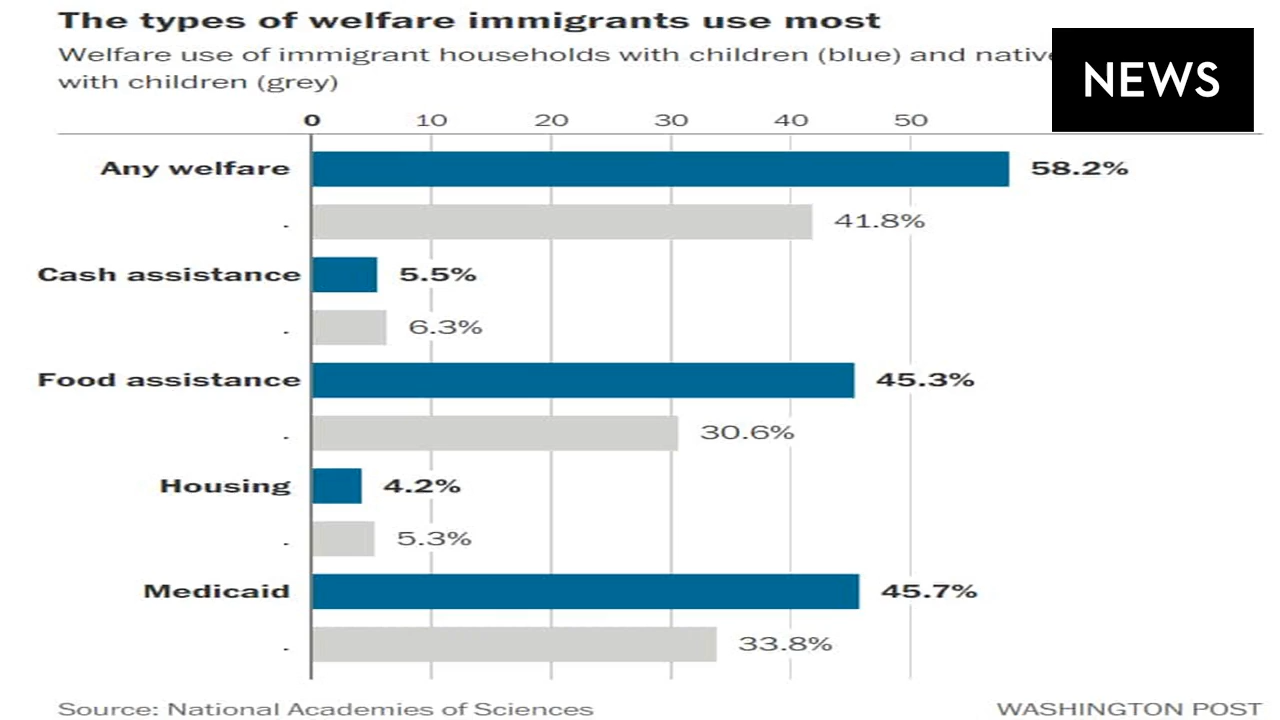 The types of welfare immigrants use most
Welfare use of immigrant households with children (blue) and native
with children (grey)
NEWS
0 10 20 30 40 50
Any welfare 58.2%
. 41.8%
Cash assistance 5.5%
. 6.3%
Food assistance 45.3%
. 30.6%
Housing 4.2%
. 5.3%
Medicaid 45.7%
. 33.8%
Source: National Academies of Sciences WASHINGTON POST